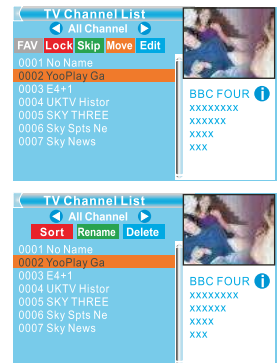 TV Channel List
All Channel
FAV Lock Skip Move Edit
0001 No Name
0002 YooPlay Ga
0003 E4+1
0004 UKTV Histor
0005 SKY THREE
0006 Sky Spts Ne
0007 Sky News
BBC FOUR i
xxxxxxxx
xxxxxx
xxxx
xxx
TV Channel List
All Channel
Sort Rename Delete
0001 No Name
0002 YooPlay Ga
0003 E4+1
0004 UKTV Histor
0005 SKY THREE
0006 Sky Spts Ne
0007 Sky News
BBC FOUR i
xxxxxxxx
xxxxxx
xxxx
xxx